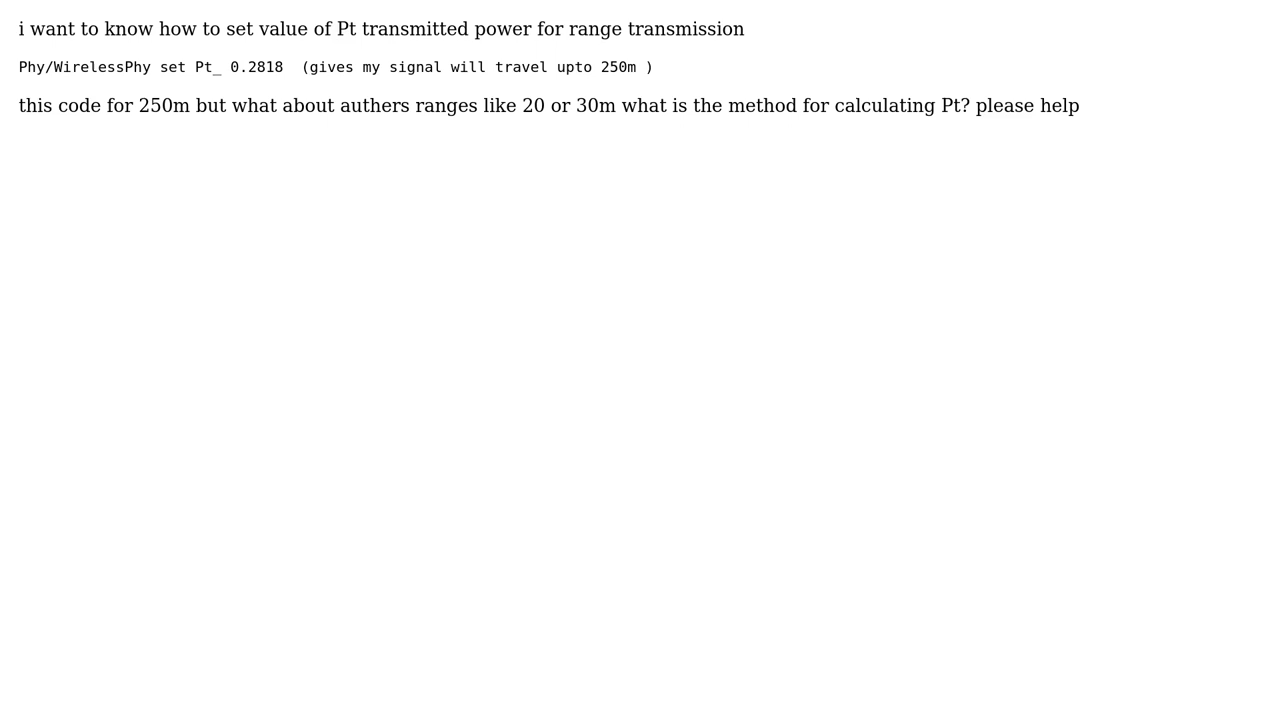 i want to know how to set value of Pt transmitted power for range transmission
Phy/WirelessPhy set Pt_ 0.2818  (gives my signal will travel upto 250m )
this code for 250m but what about authers ranges like 20 or 30m what is the method for calculating Pt? please help